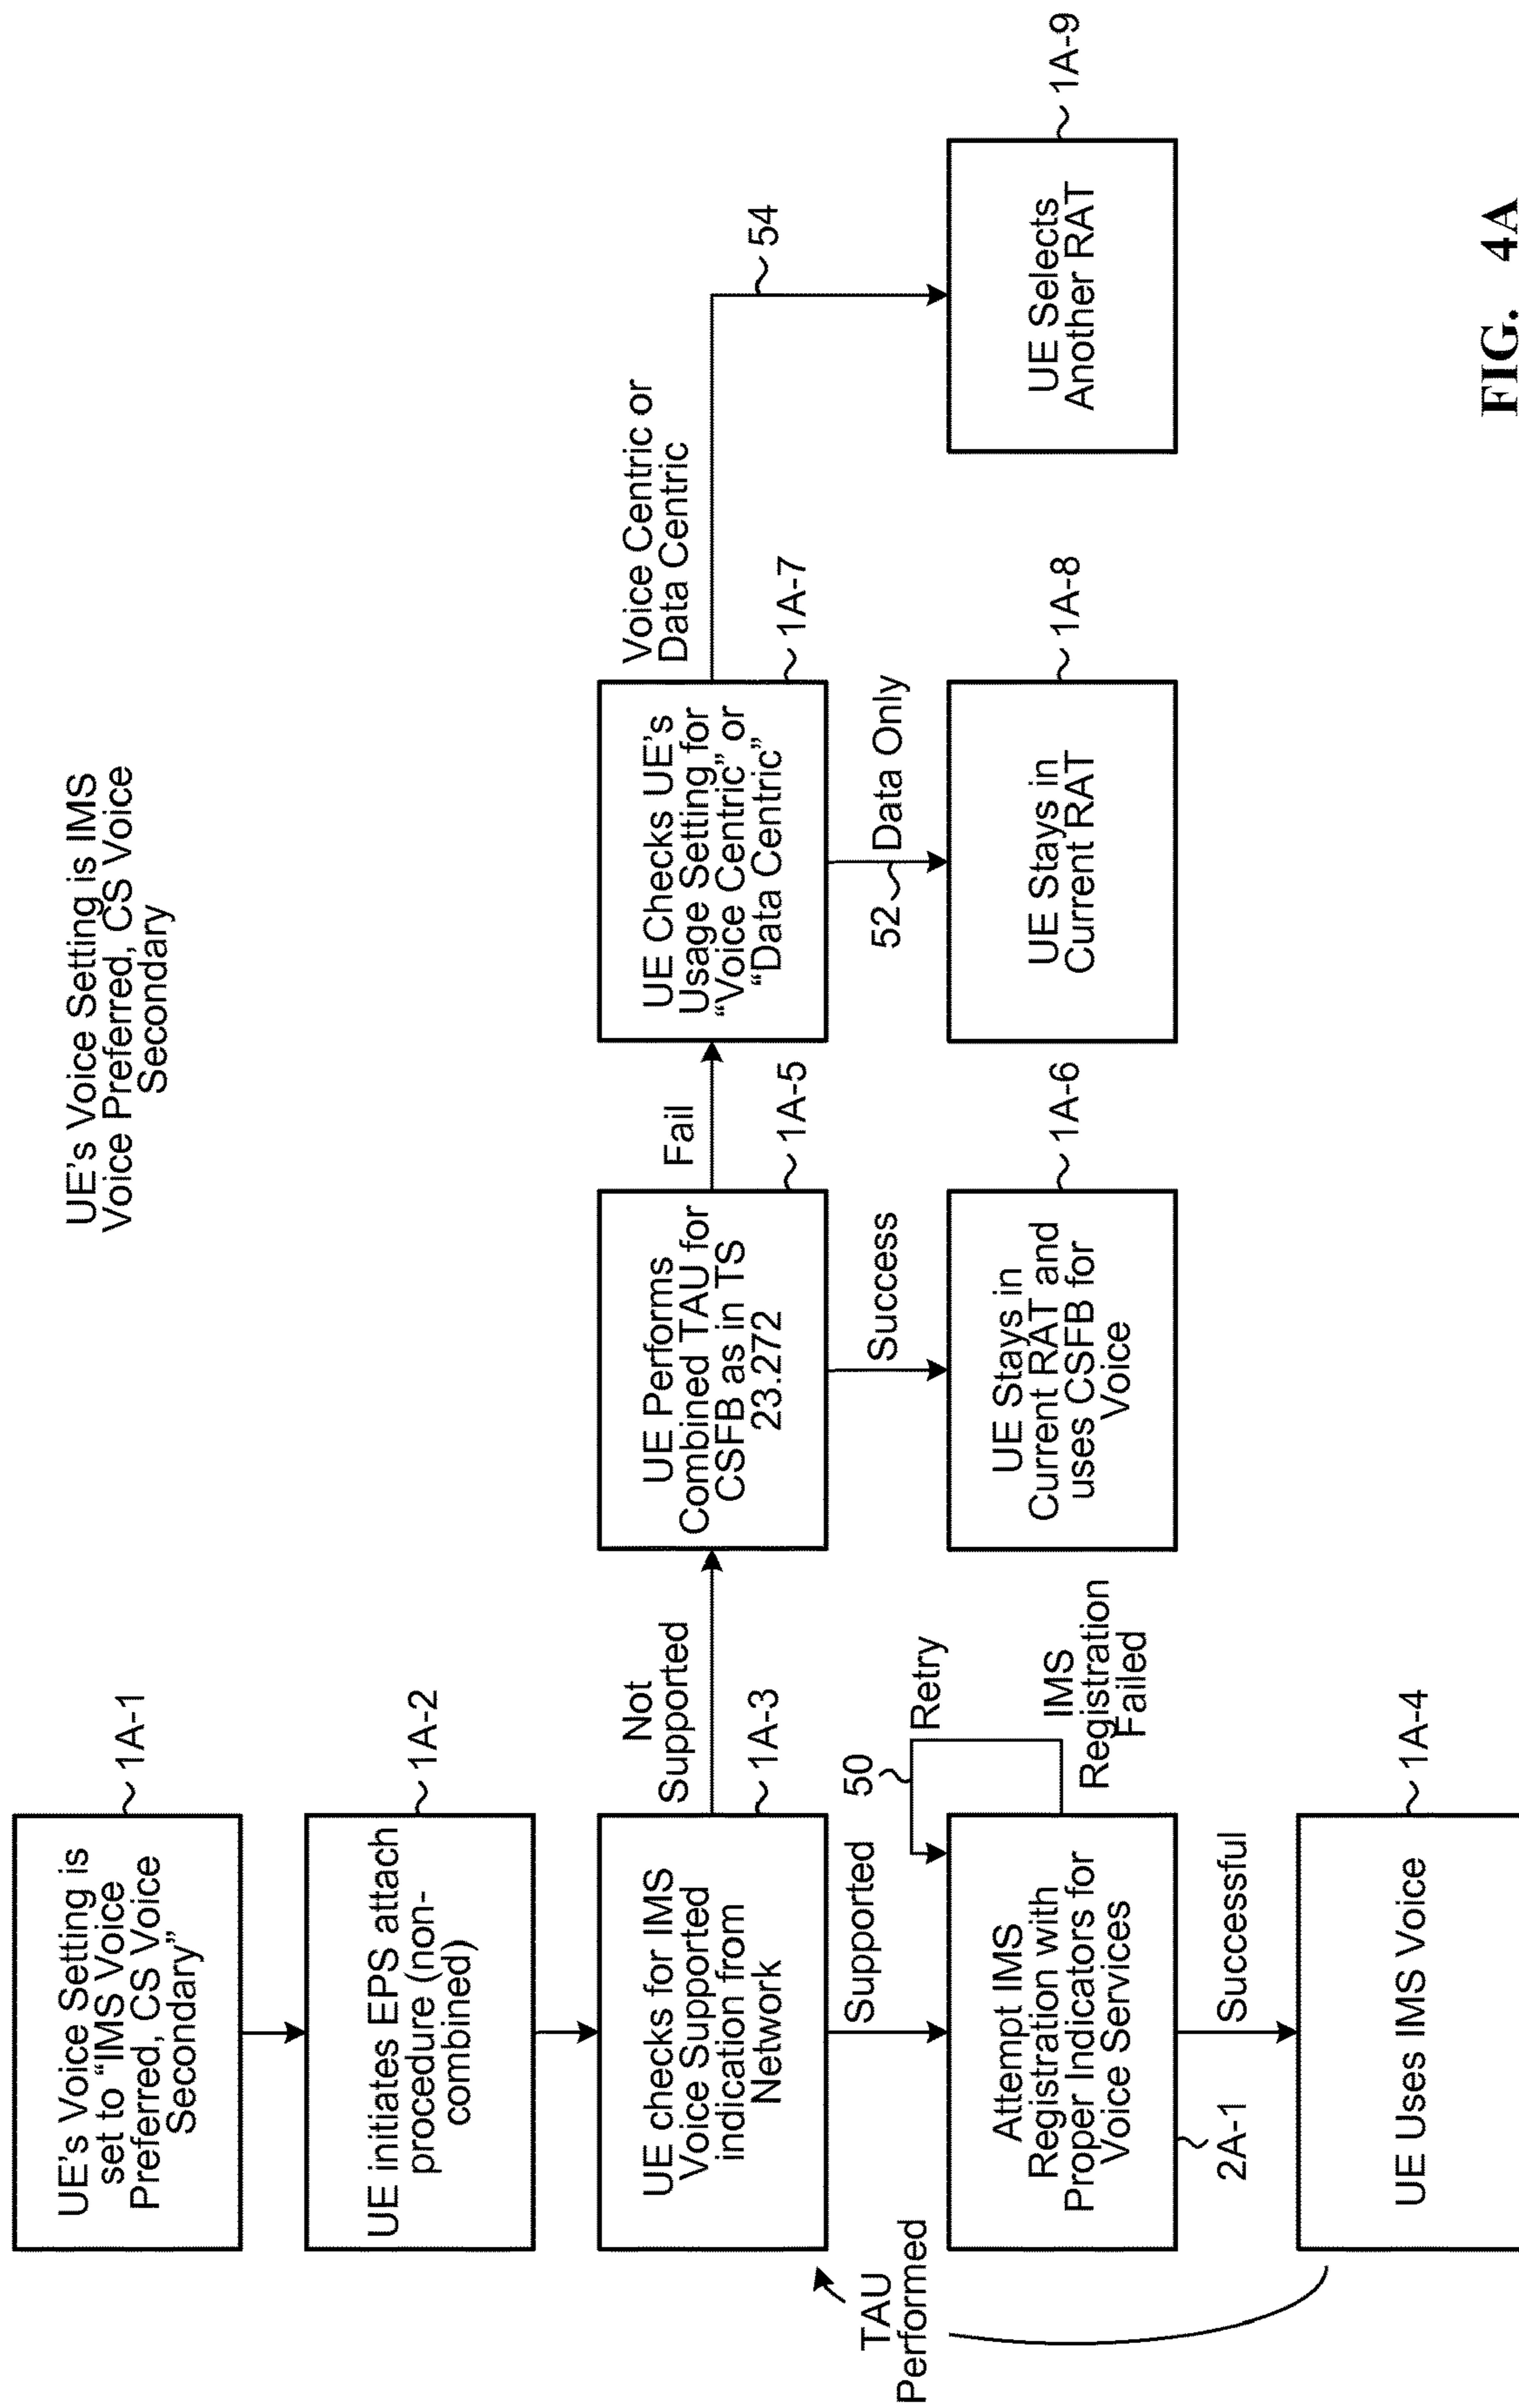 UE's Voice Setting is IMS
Voice Preferred, CS Voice
Secondary
UE's Voice Setting is
set to “IMS Voice
Preferred, CS Voice
Secondary”
1A-1
UE initiates EPS attach
procedure (non-
combined)
1A-2
UE checks for IMS
Voice Supported
indication from
Network
1A-3
Not
Supported
UE Performs
Combined TAU for
CSFB as in TS
23.272
1A-5
Fail
UE Checks UE's
Usage Setting for
“Voice Centric” or
“Data Centric”
1A-7
Voice Centric or
Data Centric
54
TAU
Performed
Supported
50
Retry
Success
52
Data Only
Attempt IMS
Registration with
Proper Indicators for
Voice Services
2A-1
IMS
Registration
Failed
UE Stays in
Current RAT and
uses CSFB for
Voice
1A-6
UE Stays in
Current RAT
1A-8
UE Selects
Another RAT
1A-9
Successful
UE Uses IMS Voice
1A-4
FIG. 4A